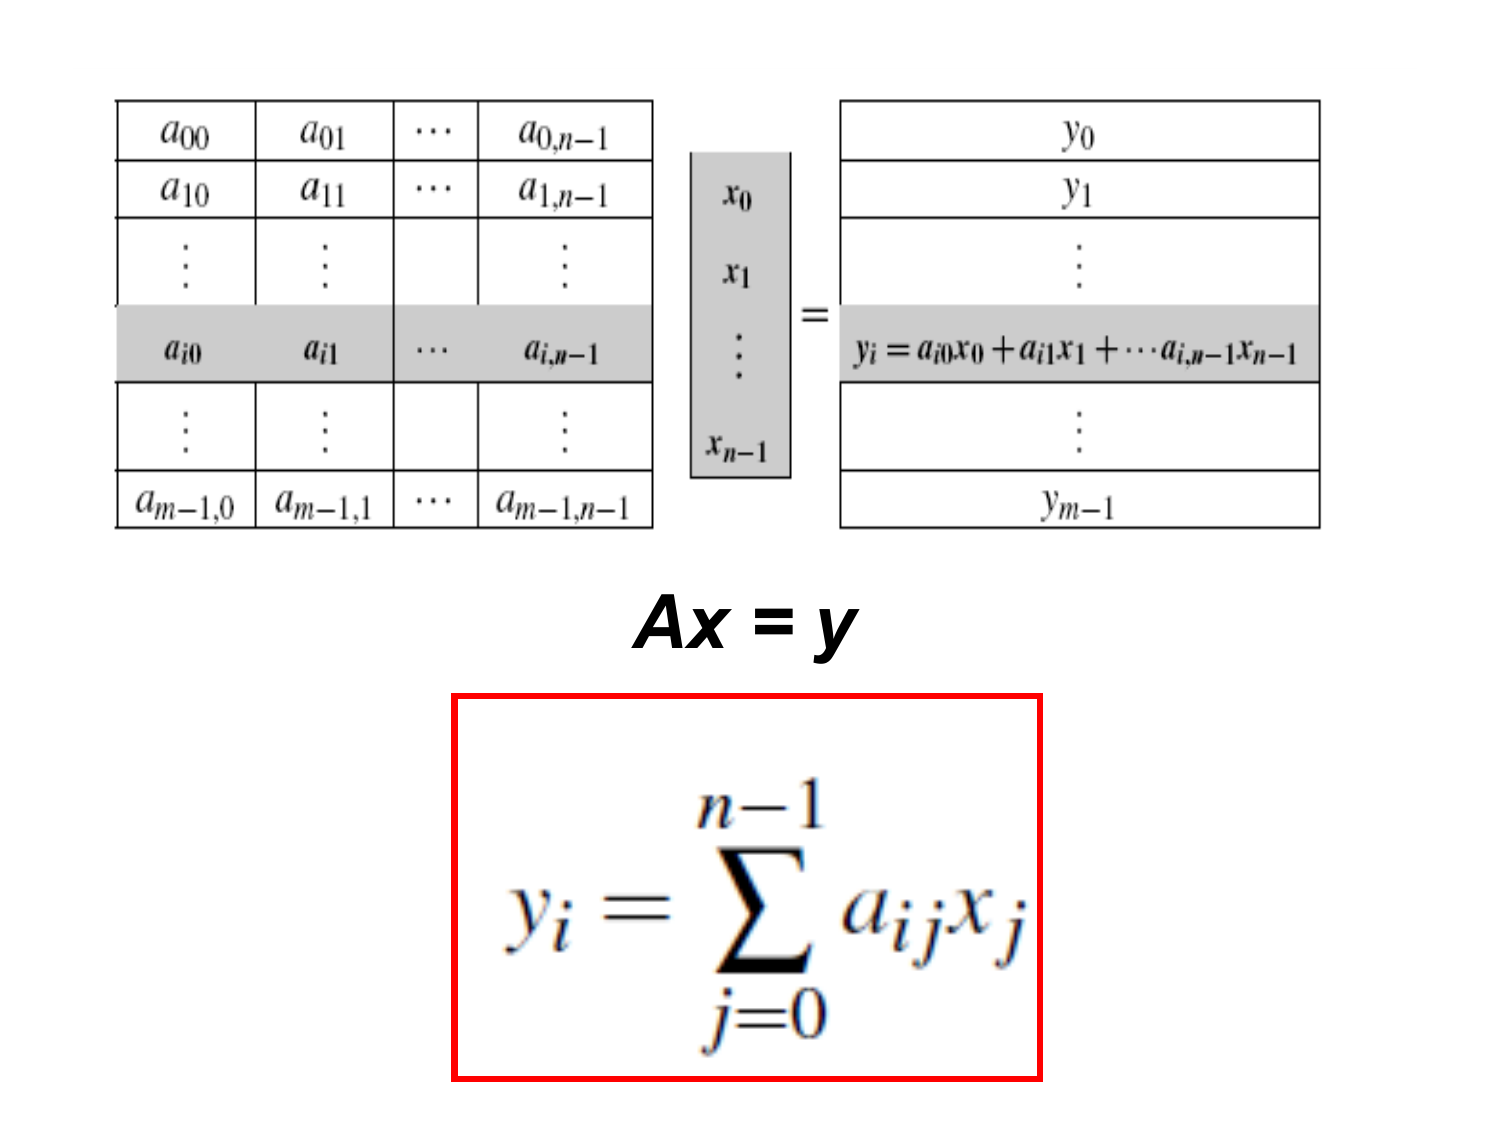 a00 a01 ⋯ a0,n−1
a10 a11 ⋯ a1,n−1
⋮ ⋮ ⋮
ai0 ai1 ⋯ ai,n−1
⋮ ⋮ ⋮
am−1,0 am−1,1 ⋯ am−1,n−1
x0
x1
⋮
xn−1
=
y0
y1
⋮
yi = ai0x0 + ai1x1 + ⋯ai,n−1xn−1
⋮
ym−1
Ax = y
n−1
yi = ∑ aijxj
j=0